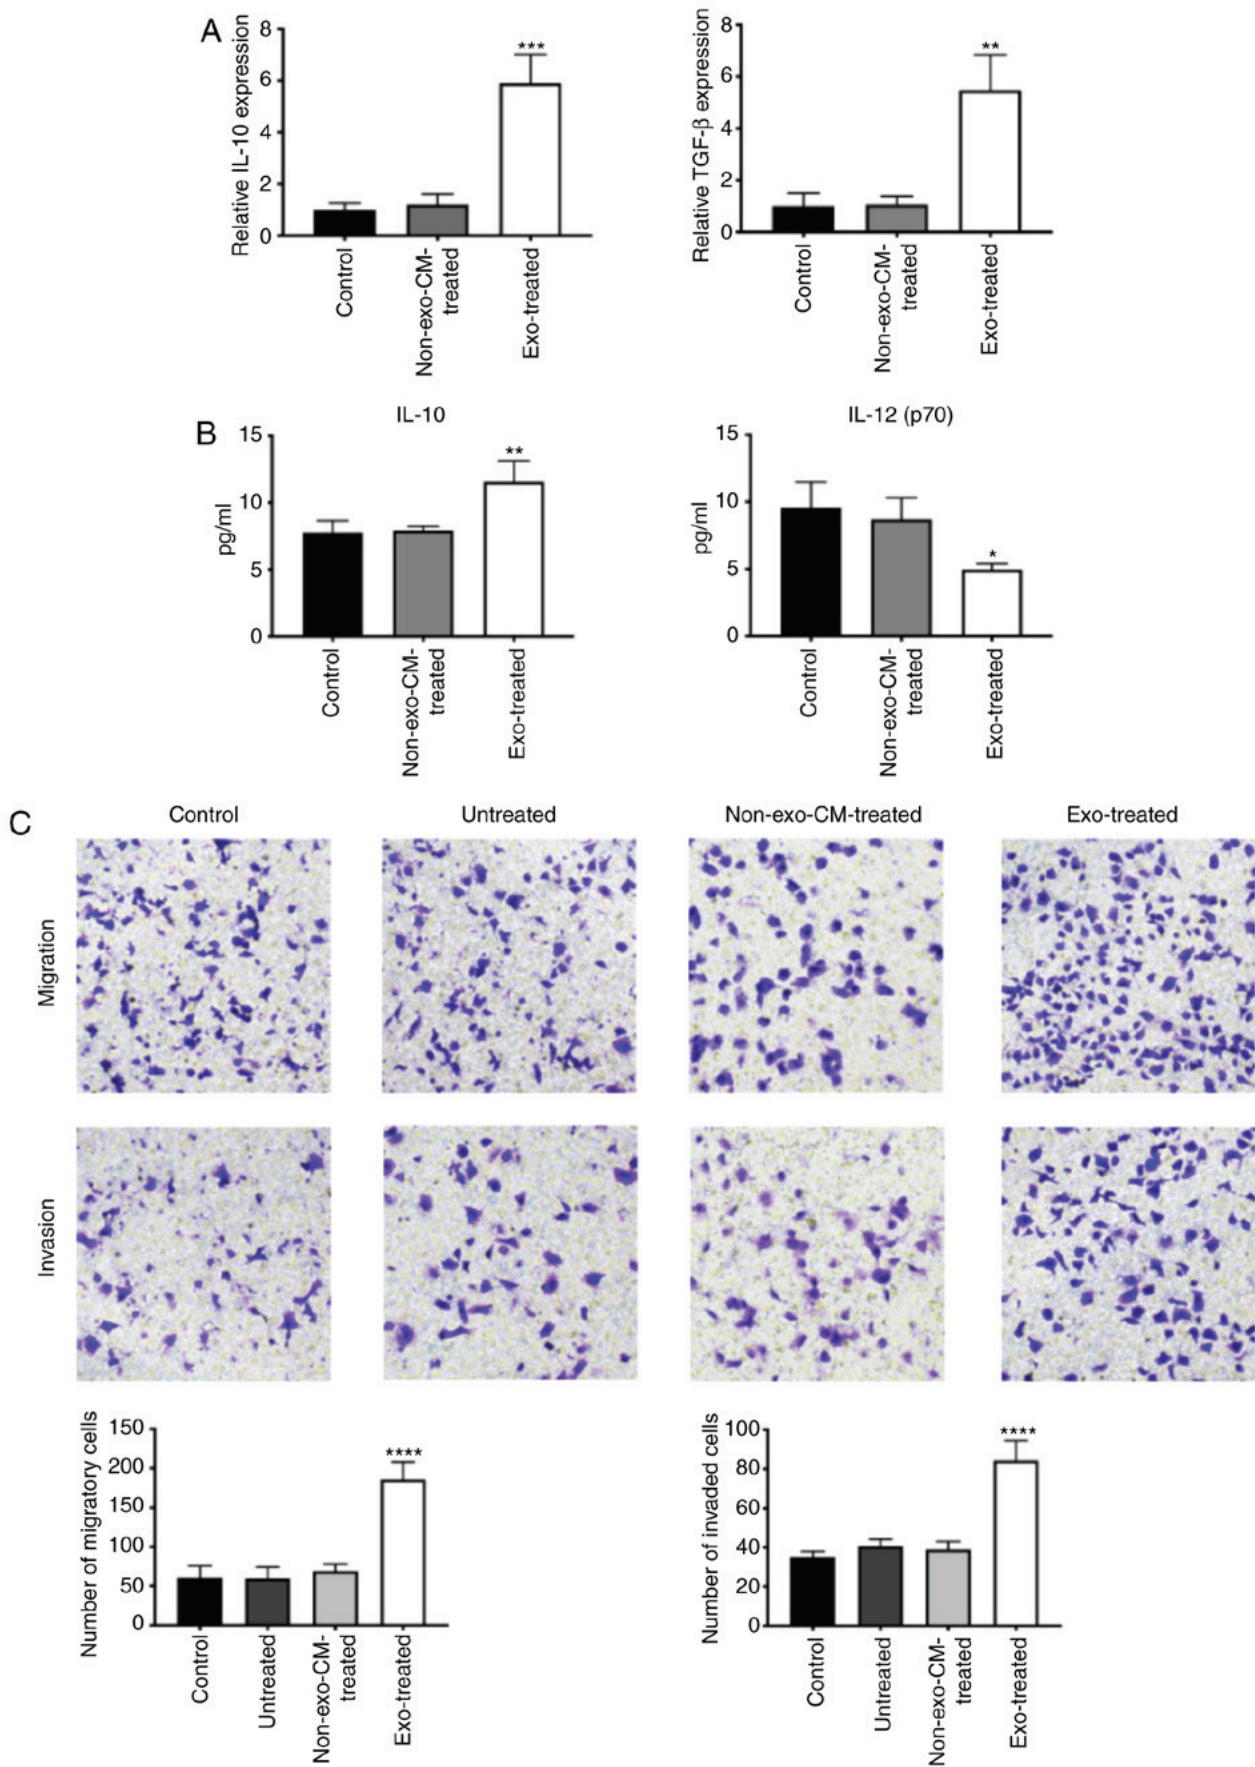 A
Relative IL-10 expression
8
6
4
2
0
***
Control
Non-exo-CM-
treated
Exo-treated
Relative TGF-β expression
8
6
4
2
0
**
Control
Non-exo-CM-
treated
Exo-treated
B
IL-10
pg/ml
15
10
5
0
**
Control
Non-exo-CM-
treated
Exo-treated
IL-12 (p70)
pg/ml
15
10
5
0
*
Control
Non-exo-CM-
treated
Exo-treated
C
Control
Untreated
Non-exo-CM-treated
Exo-treated
Migration
Invasion
Number of migratory cells
150
200
150
100
50
0
****
Control
Untreated
Non-exo-CM-
treated
Exo-treated
Number of invaded cells
100
80
60
40
20
0
****
Control
Untreated
Non-exo-CM-
treated
Exo-treated